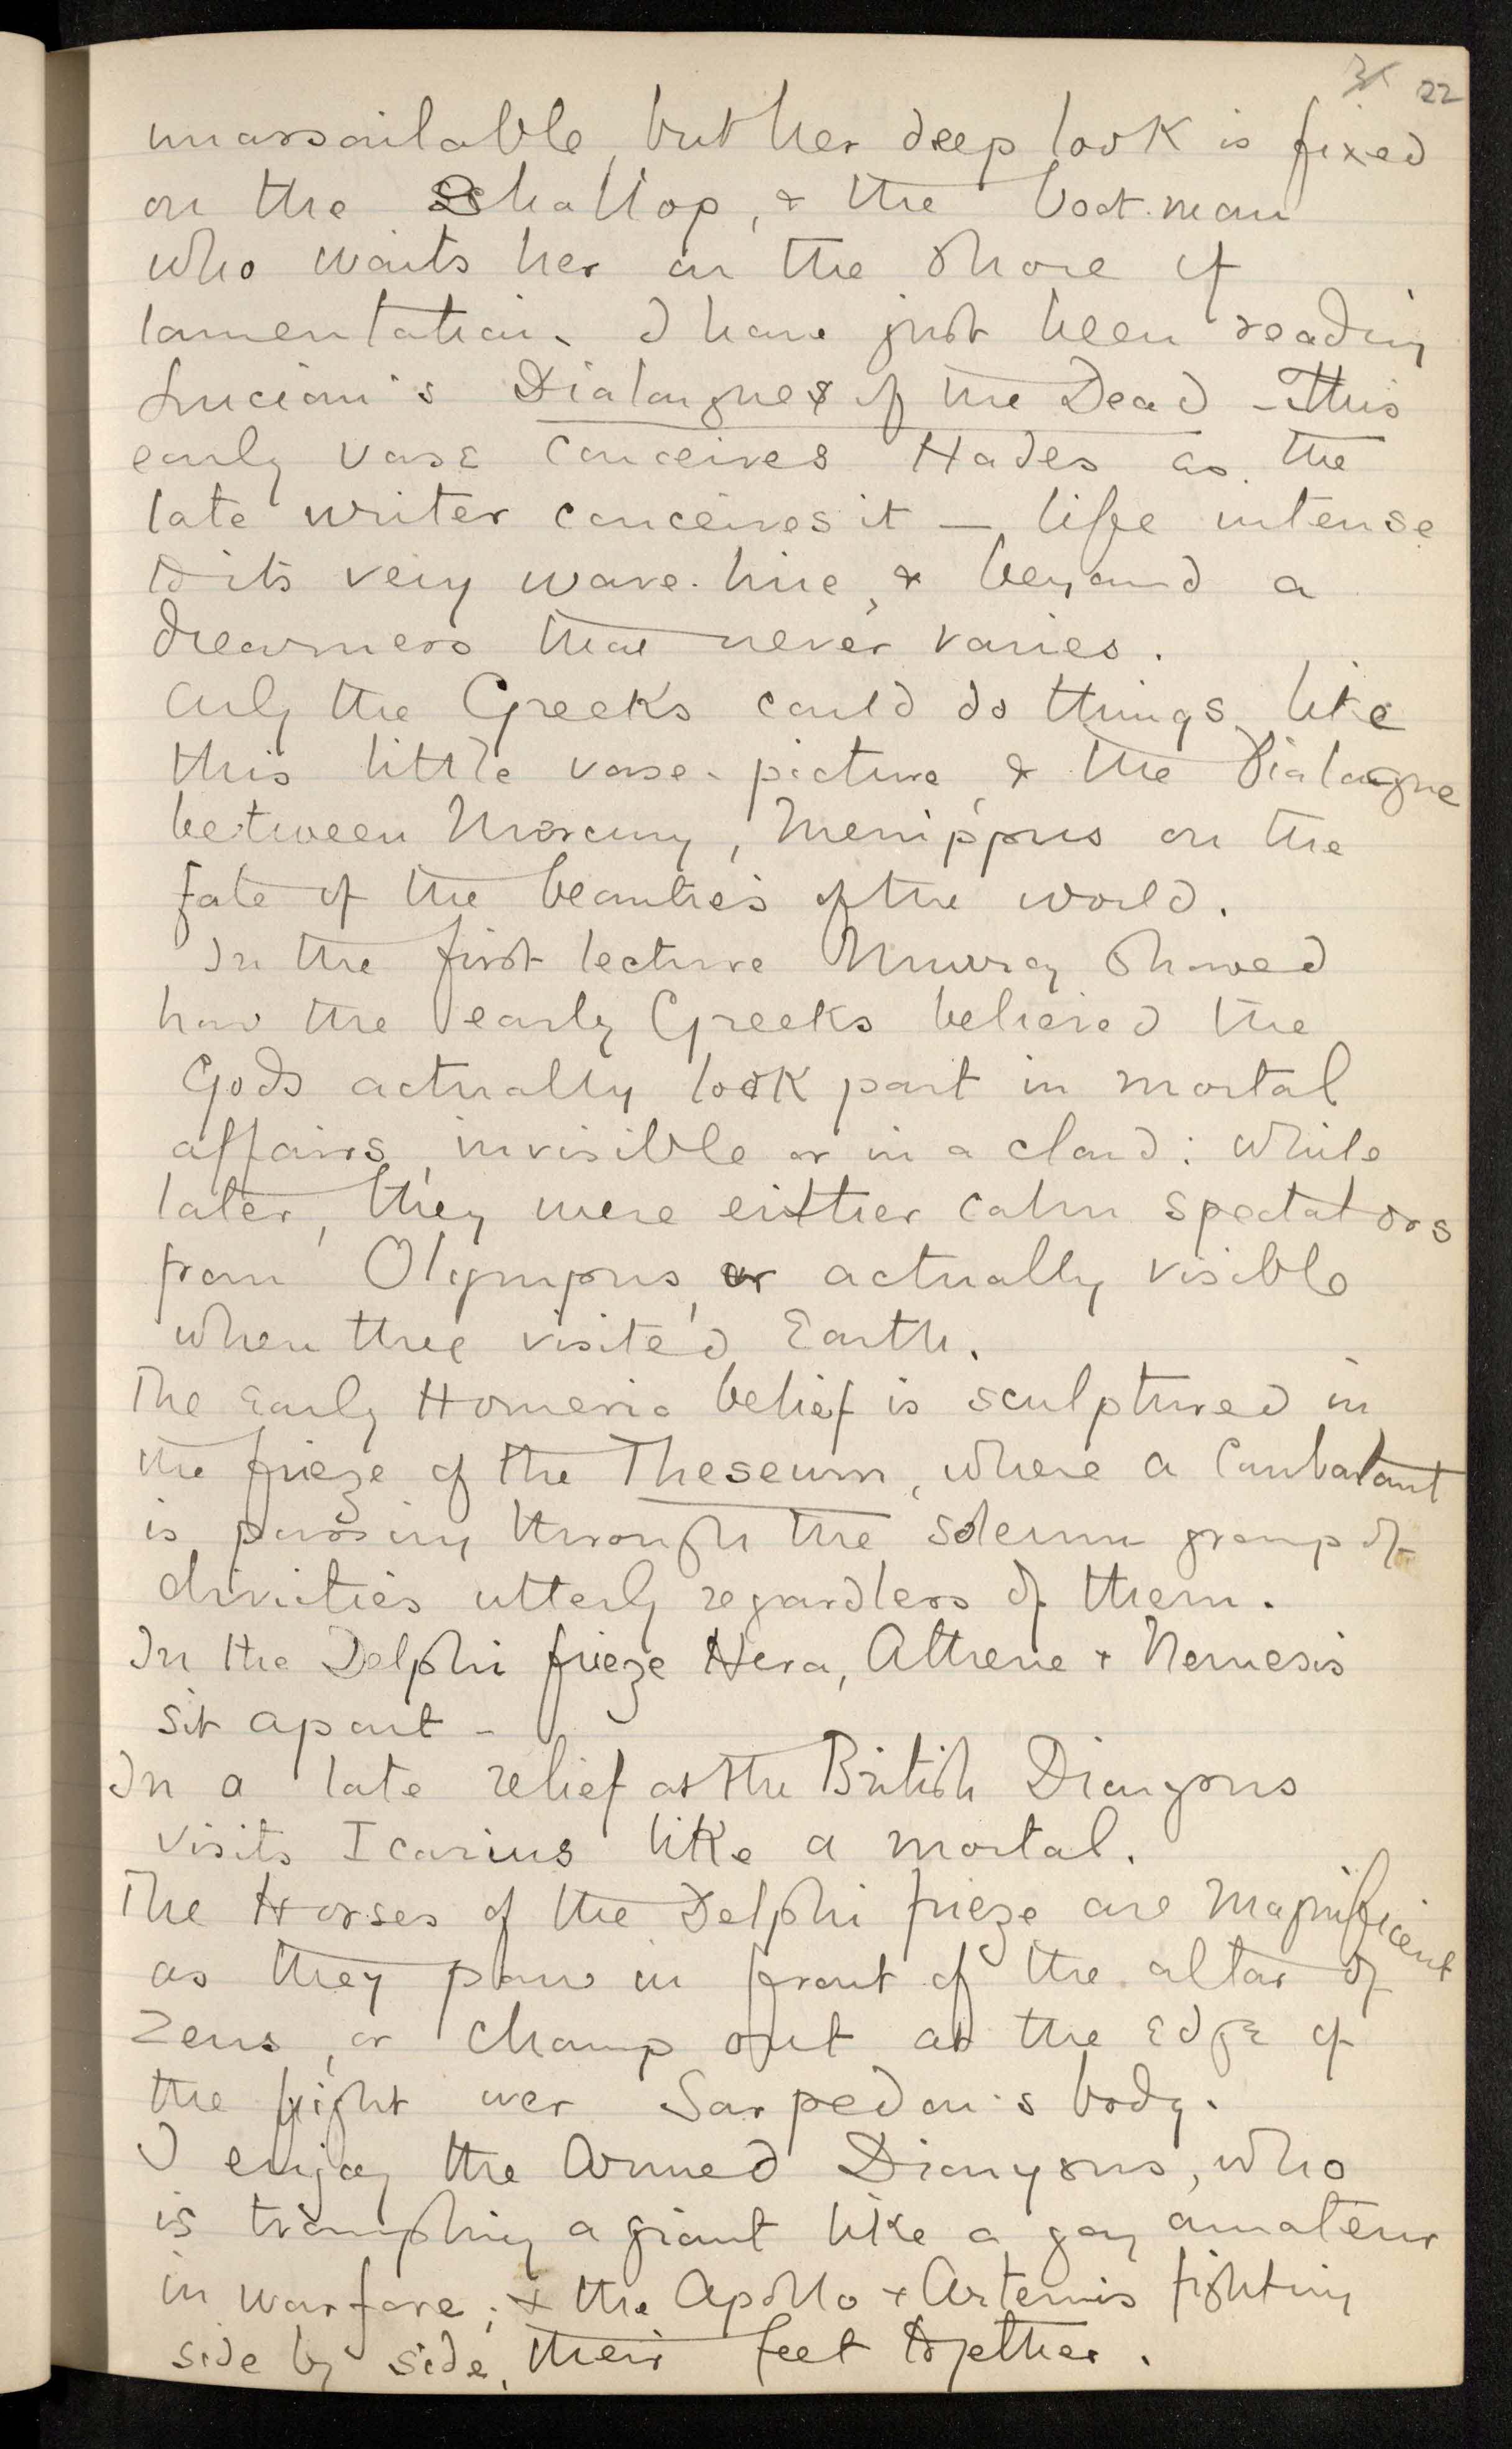 22
unassailable, but her deep look is fixed
on the Shallop, & the boat-man
who waits her on the shore of
lamentation. I have just been reading
Lucian's Dialogues of the Dead - This
early vase conceives Hades as the
late writer conceives it — life intense
to its very wave-line, & beyond a
dreariness that never varies.
Only the Greeks could do things like
this little vase-picture, & the Dialogue
between Mercury, Menippus on the
fate of the beauties of the world.
In the first lecture Murray showed
how the early Greeks believed the
Gods actually took part in mortal
affairs, invisible or in a cloud: while
later, they were either calm spectators
from Olympus, or actually visible
when they visited Earth.
The Early Homeric belief is sculptured in
the frieze of the Theseum, where a Combatant
is passing through the solemn group of
divinities utterly regardless of them.
In the Delphi frieze Hera, Athene & Nemesis
sit apart -
In a late relief at the British Dionysus
visits Icarius like a mortal.
The Horses of the Delphi frieze are magnificent
as they paw in front of the altar of
Zeus, or champ out at the Edge of
the fight over Sarpedon's body.
I enjoy the Armed Dionysus, who
is trampling a giant like a gay amateur
in warfare; & the Apollo & Artemis fighting
side by side, their feet together.